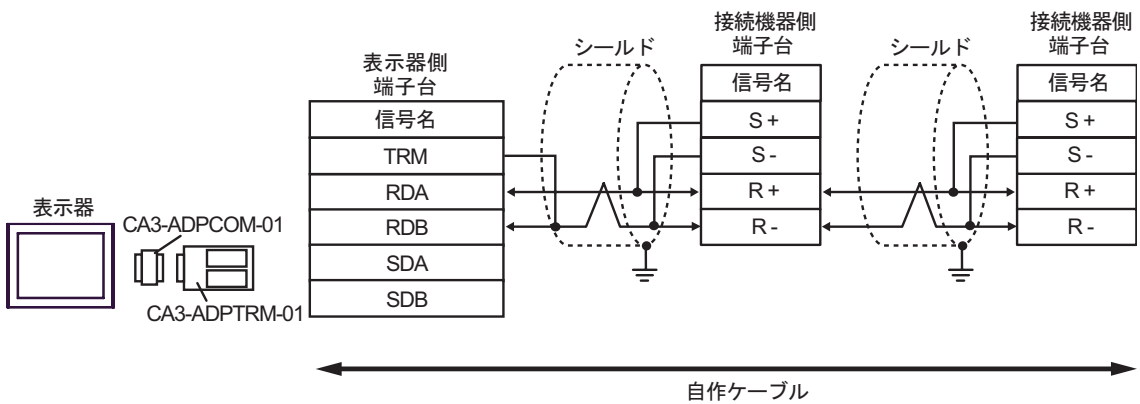 表示器
CA3-ADPCOM-01
CA3-ADPTRM-01
表示器側
端子台
信号名
TRM
RDA
RDB
SDA
SDB
シールド
接続機器側
端子台
信号名
S+
S-
R+
R-
シールド
接続機器側
端子台
信号名
S+
S-
R+
R-
自作ケーブル